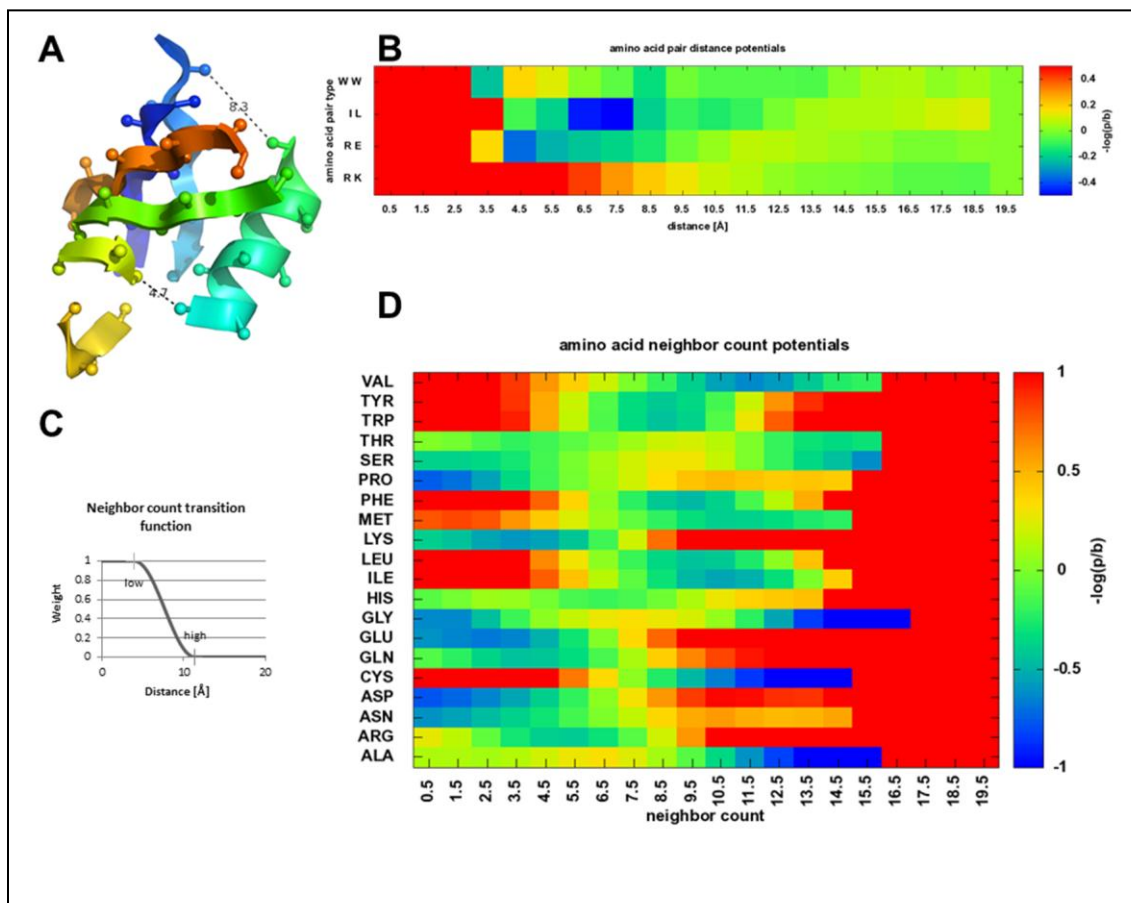 A
8.3
4.7
B
amino acid pair distance potentials
amino acid pair type
W W
I L
R E
R K
0.5 1.5 2.5 3.5 4.5 5.5 6.5 7.5 8.5 9.5 10.5 11.5 12.5 13.5 14.5 15.5 16.5 17.5 18.5 19.5
distance [Å]
0.4
0.2
0
-0.2
-0.4
-log(p/b)
C
Neighbor count transition
function
Weight
1
0.8
0.6
0.4
0.2
0
low
high
0 10 20
Distance [Å]
D
amino acid neighbor count potentials
VAL
TYR
TRP
THR
SER
PRO
PHE
MET
LYS
LEU
ILE
HIS
GLY
GLU
GLN
CYS
ASP
ASN
ARG
ALA
0.5 1.5 2.5 3.5 4.5 5.5 6.5 7.5 8.5 9.5 10.5 11.5 12.5 13.5 14.5 15.5 16.5 17.5 18.5 19.5
neighbor count
1
0.5
0
-0.5
-1
-log(p/b)